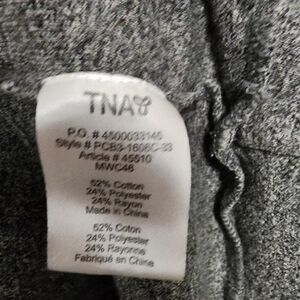 TNA
P.O. # 4500033145
Style # PCB3-1608C-33
Article # 45510
MWC46
52% Cotton
24% Polyester
24% Rayon
Made in China
52% Coton
24% Polyester
24% Rayonne
Fabriqué en Chine